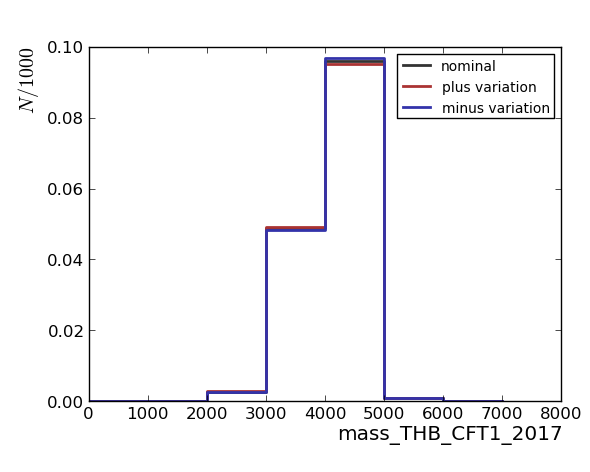 N/1000
0.10
0.08
0.06
0.04
0.02
0.00
nominal
plus variation
minus variation
0 1000 2000 3000 4000 5000 6000 7000 8000
mass_THB_CFT1_2017